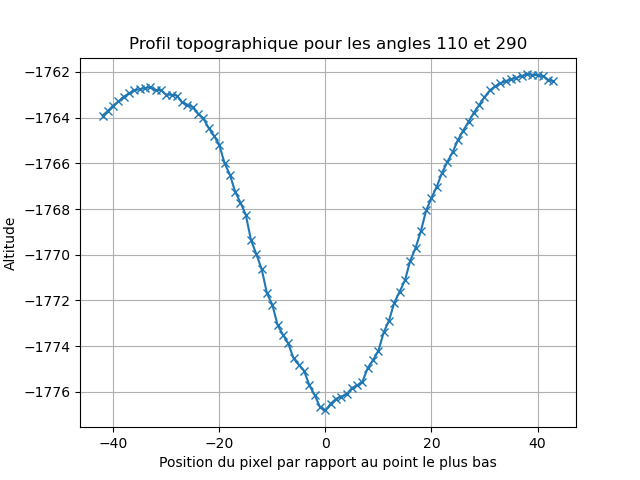 Profil topographique pour les angles 110 et 290
Altitude
−1762
−1764
−1766
−1768
−1770
−1772
−1774
−1776
−40 −20 0 20 40
Position du pixel par rapport au point le plus bas